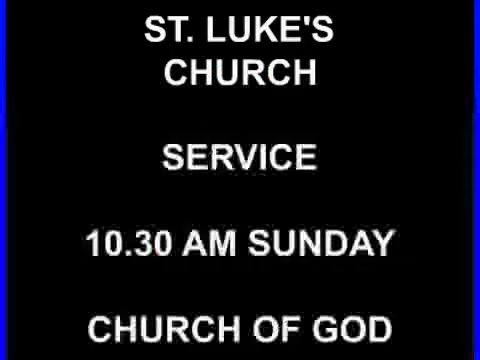 ST. LUKE'S
CHURCH
SERVICE
10.30 AM SUNDAY
CHURCH OF GOD